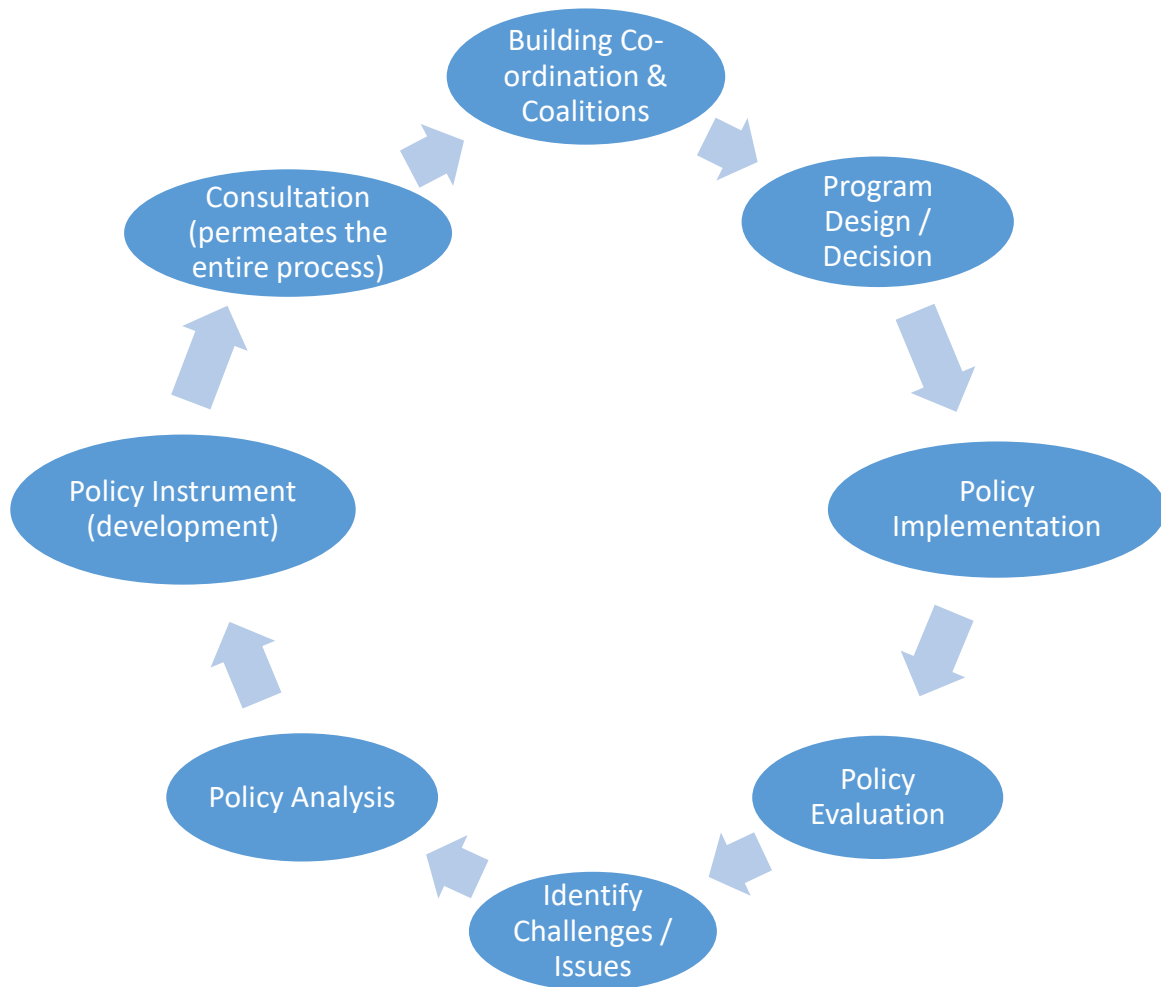 Building Co-
ordination &
Coalitions
Program
Design /
Decision
Policy
Implementation
Policy
Evaluation
Identify
Challenges /
Issues
Policy Analysis
Policy Instrument
(development)
Consultation
(permeates the
entire process)